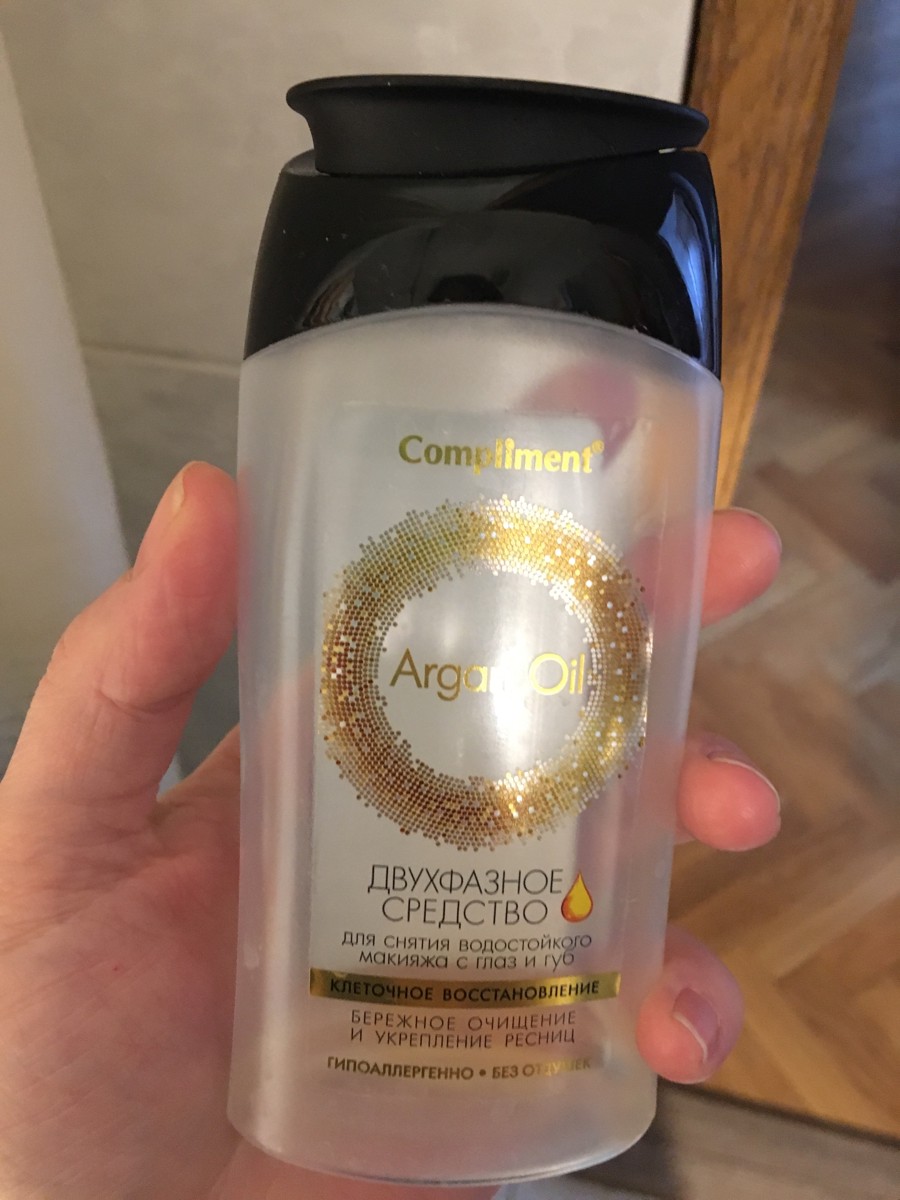 Compliment®
Argan Oil
ДВУХФАЗНОЕ
СРЕДСТВО
ДЛЯ СНЯТИЯ ВОДОСТОЙКОГО
МАКИЯЖА С ГЛАЗ И ГУБ
КЛЕТОЧНОЕ ВОССТАНОВЛЕНИЕ
БЕРЕЖНОЕ ОЧИЩЕНИЕ
И УКРЕПЛЕНИЕ РЕСНИЦ
ГИПОАЛЛЕРГЕННО • БЕЗ ОТДУШЕК